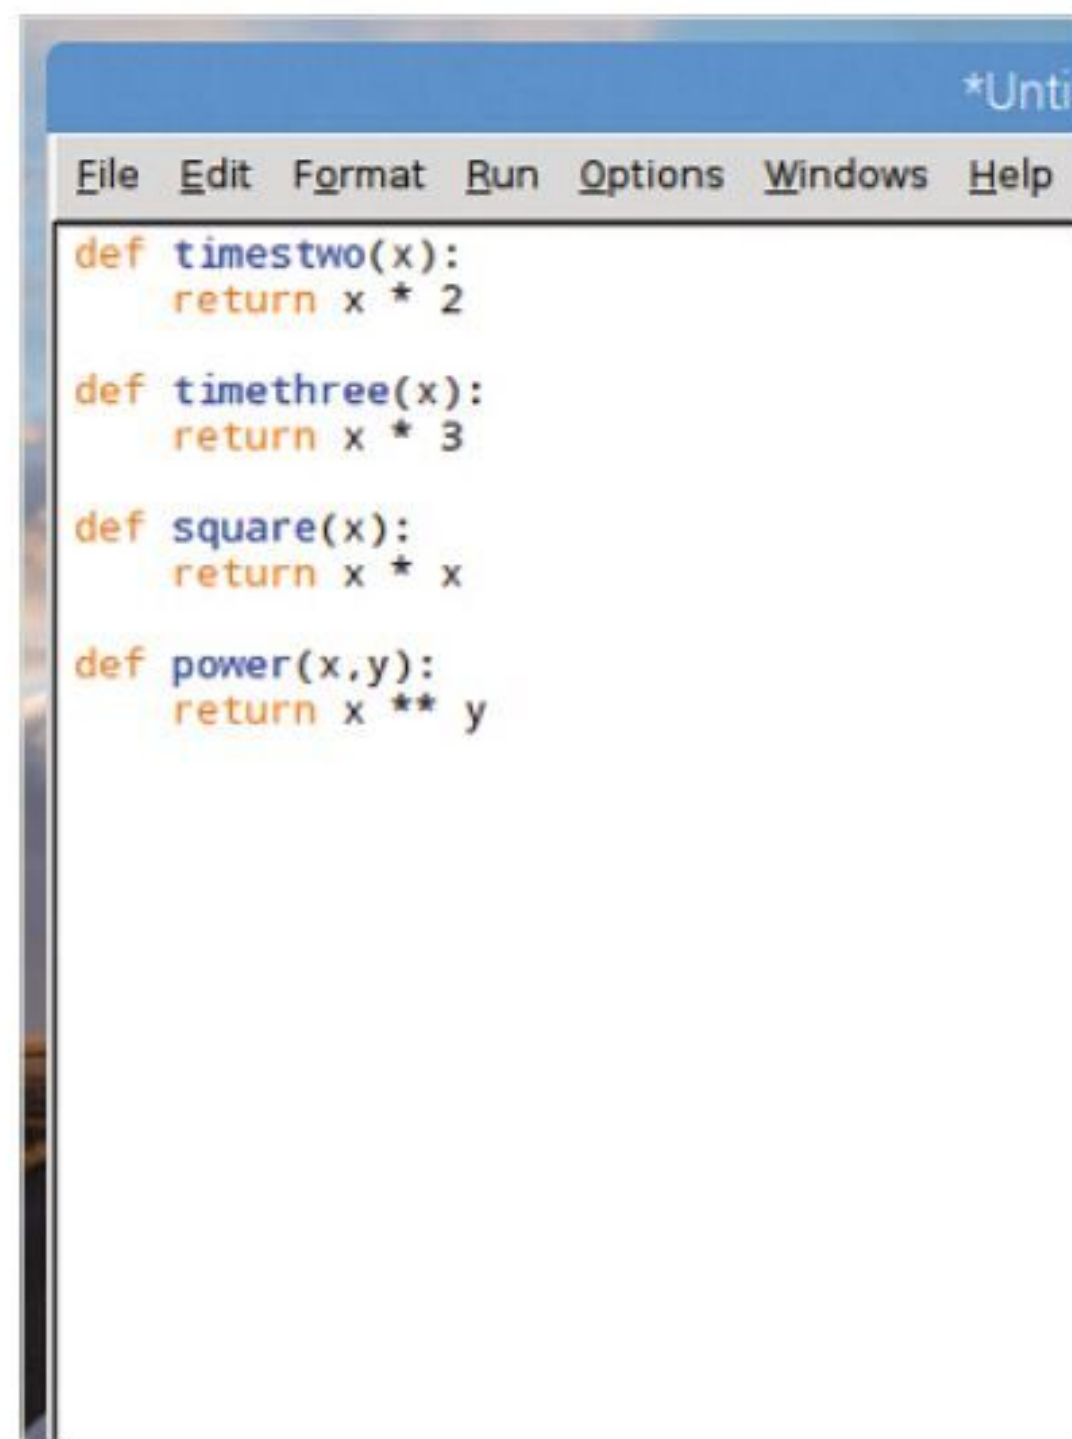 *Unti
File Edit Format Run Options Windows Help
def timestwo(x):
    return x * 2
def timethree(x):
    return x * 3
def square(x):
    return x * x
def power(x,y):
    return x ** y